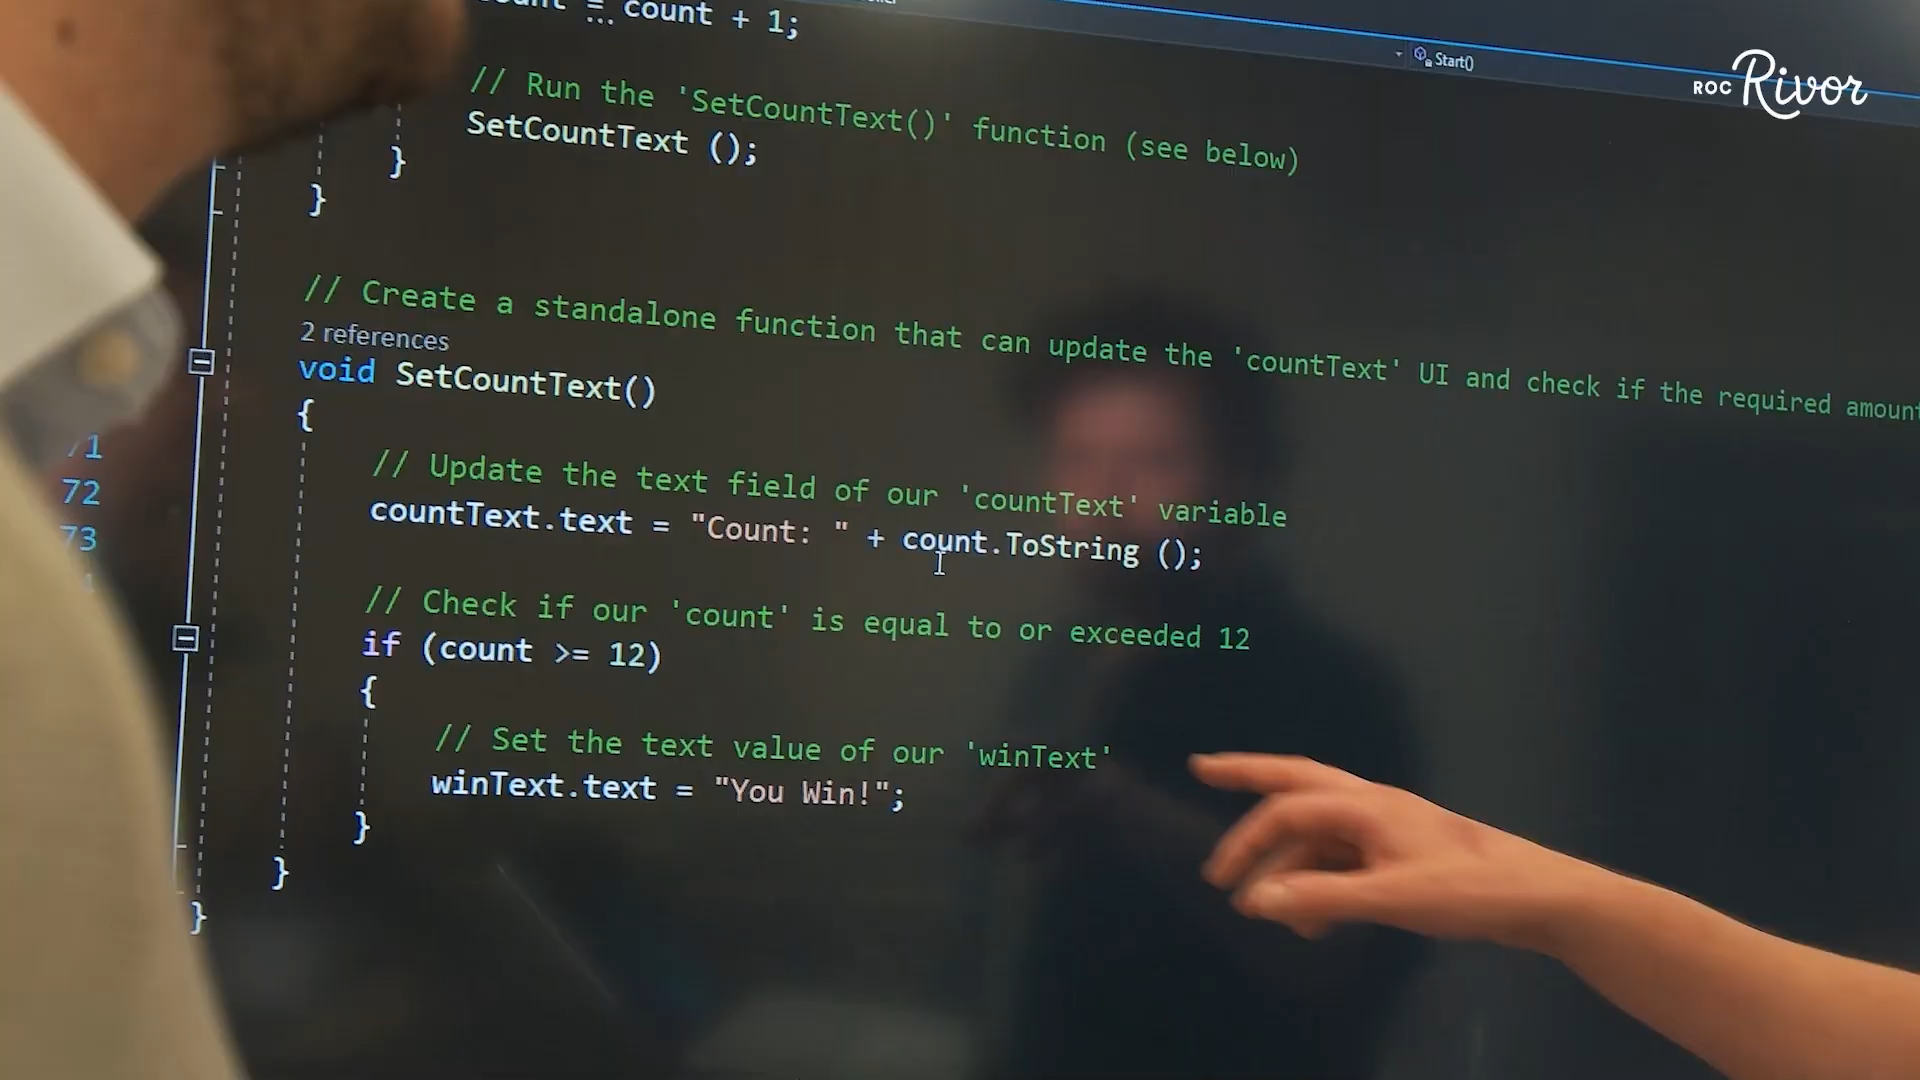 = count + 1;
Start()
ROC Rivor
// Run the 'SetCountText()' function (see below)
SetCountText ();
}
}
// Create a standalone function that can update the 'countText' UI and check if the required amount
2 references
void SetCountText()
{
71
// Update the text field of our 'countText' variable
72
countText.text = "Count: " + count.ToString ();
73
// Check if our 'count' is equal to or exceeded 12
if (count >= 12)
{
// Set the text value of our 'winText'
winText.text = "You Win!";
}
}
}